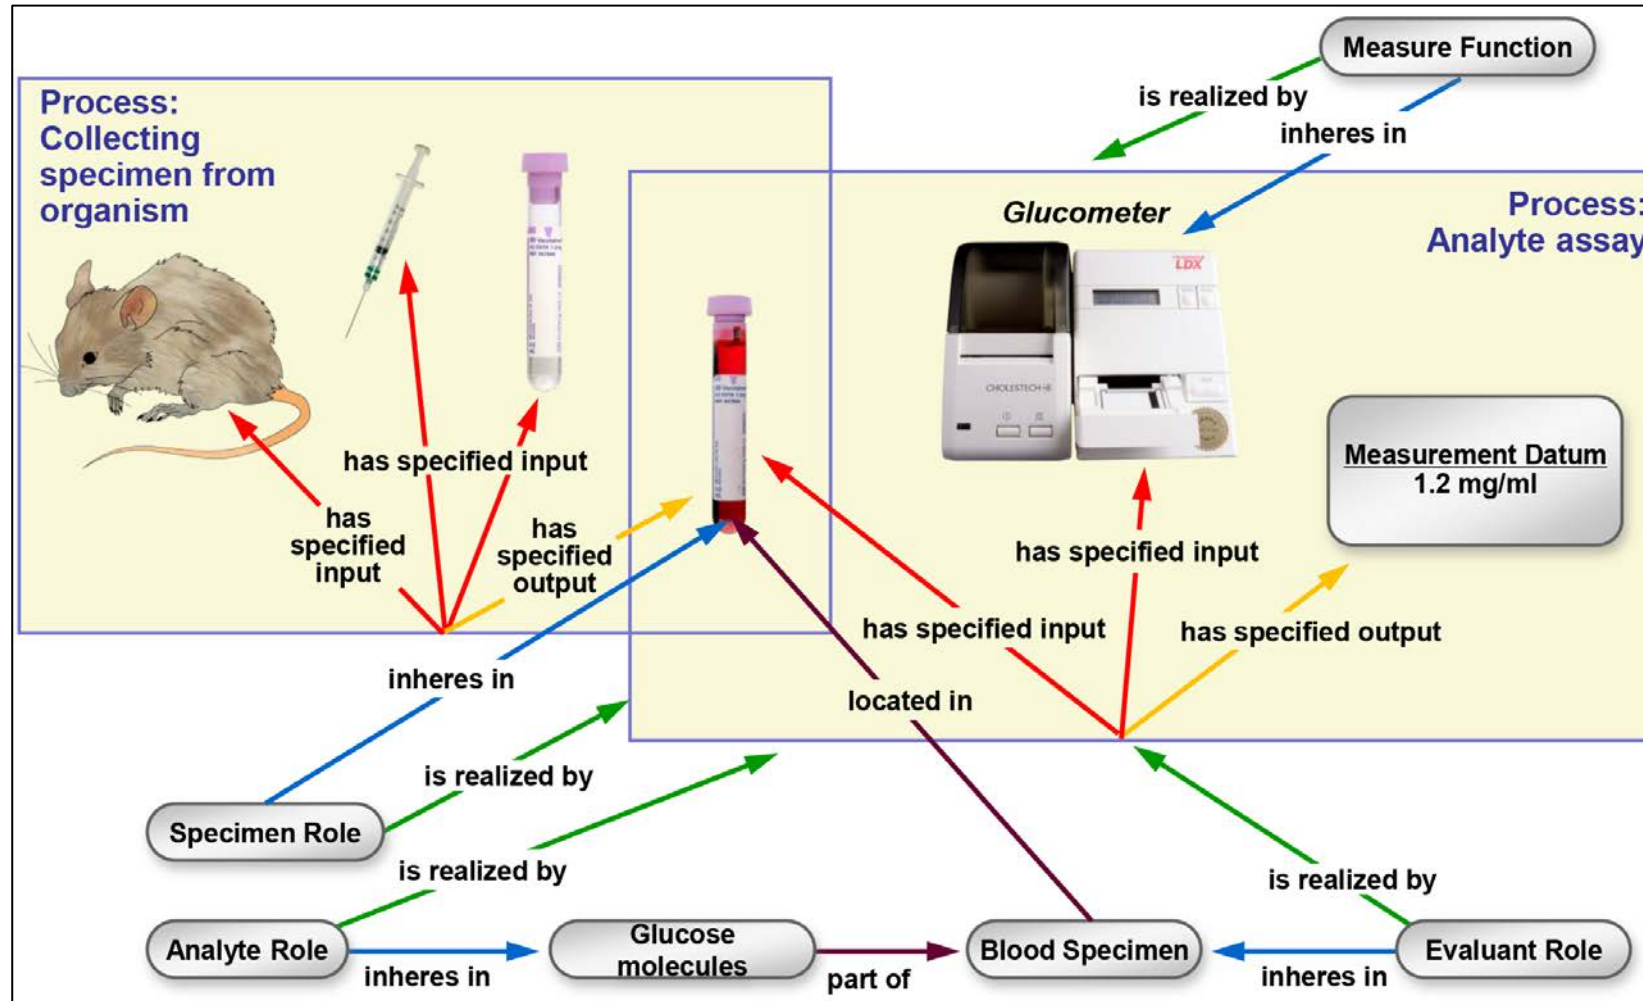 Measure Function
is realized by
inheres in
Process:
Collecting
specimen from
organism
Glucometer
Process:
Analyte assay
LDX
CHOLESTECH
has specified input
has
specified
input
has
specified
output
Measurement Datum
1.2 mg/ml
has specified input
has specified input
has specified output
inheres in
located in
is realized by
Specimen Role
is realized by
is realized by
Analyte Role
inheres in
Glucose
molecules
part of
Blood Specimen
inheres in
Evaluant Role